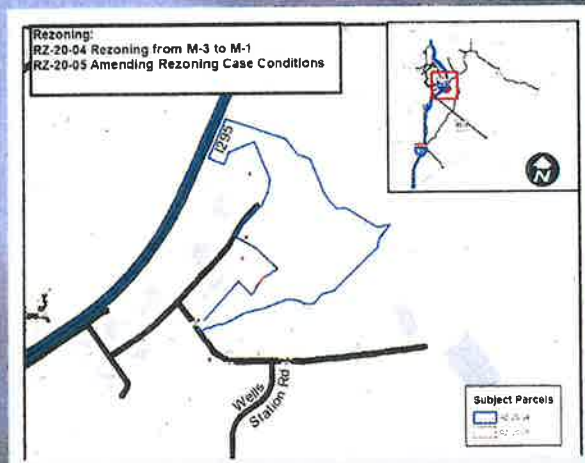 Rezoning:
RZ-20-04 Rezoning from M-3 to M-1
RZ-20-05 Amending Rezoning Case Conditions
I295
N
Wells
Station Rd
Subject Parcels